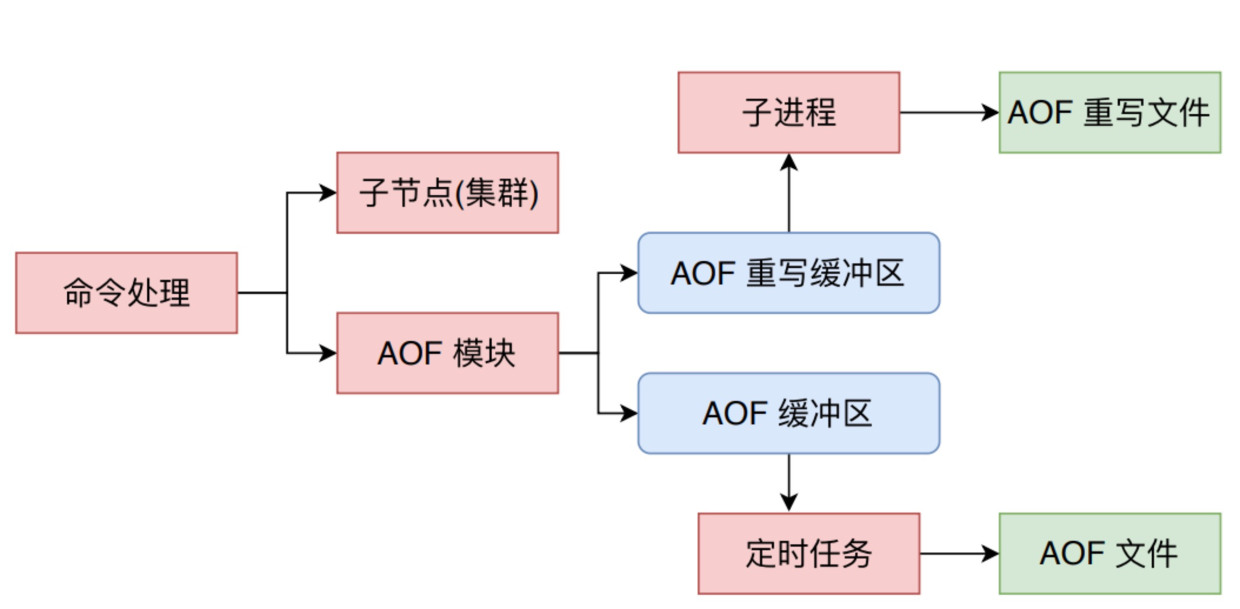 子进程
AOF 重写文件
子节点(集群)
命令处理
AOF 重写缓冲区
AOF 模块
AOF 缓冲区
定时任务
AOF 文件